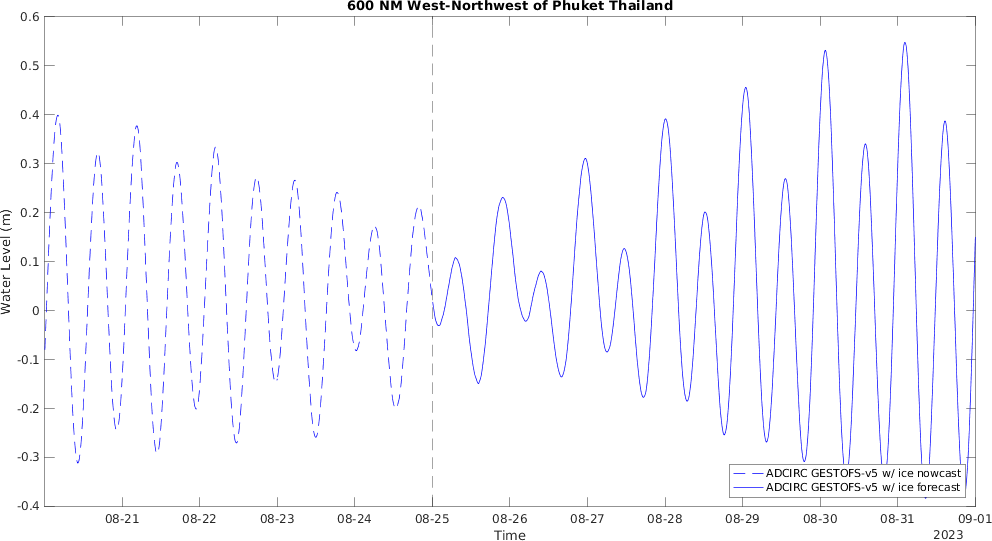 600 NM West-Northwest of Phuket Thailand
0.6
0.5
0.4
0.3
0.2
0.1
0
-0.1
-0.2
-0.3
-0.4
Water Level (m)
ADCIRC GESTOFS-v5 w/ ice nowcast
ADCIRC GESTOFS-v5 w/ ice forecast
08-21 08-22 08-23 08-24 08-25 08-26 08-27 08-28 08-29 08-30 08-31 09-01
Time
2023